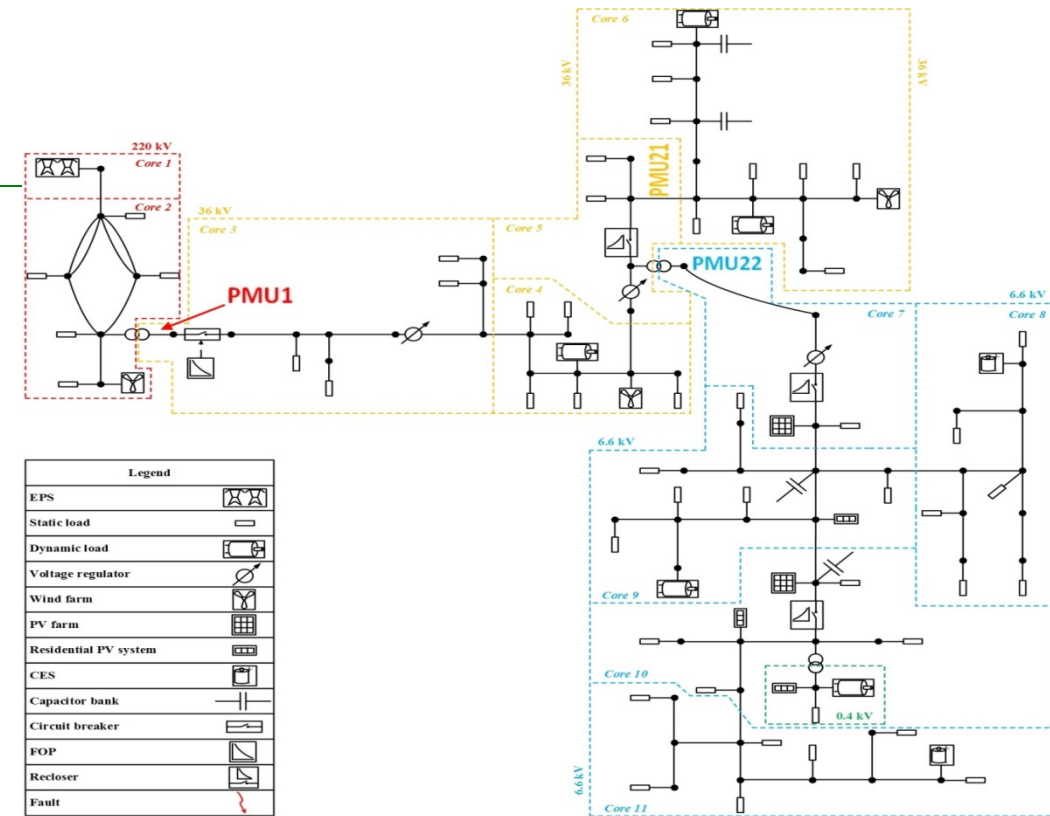 Core 6
36 kV
36 kV
220 kV
Core 1
Core 2
PMU21
36 kV
Core 3
Core 5
PMU22
Core 4
PMU1
6.6 kV
Core 7
Core 8
6.6 kV
Core 9
Core 10
0.4 kV
6.6 kV
Core 11
Legend
EPS
Static load
Dynamic load
Voltage regulator
Wind farm
PV farm
Residential PV system
CES
Capacitor bank
Circuit breaker
FOP
Recloser
Fault